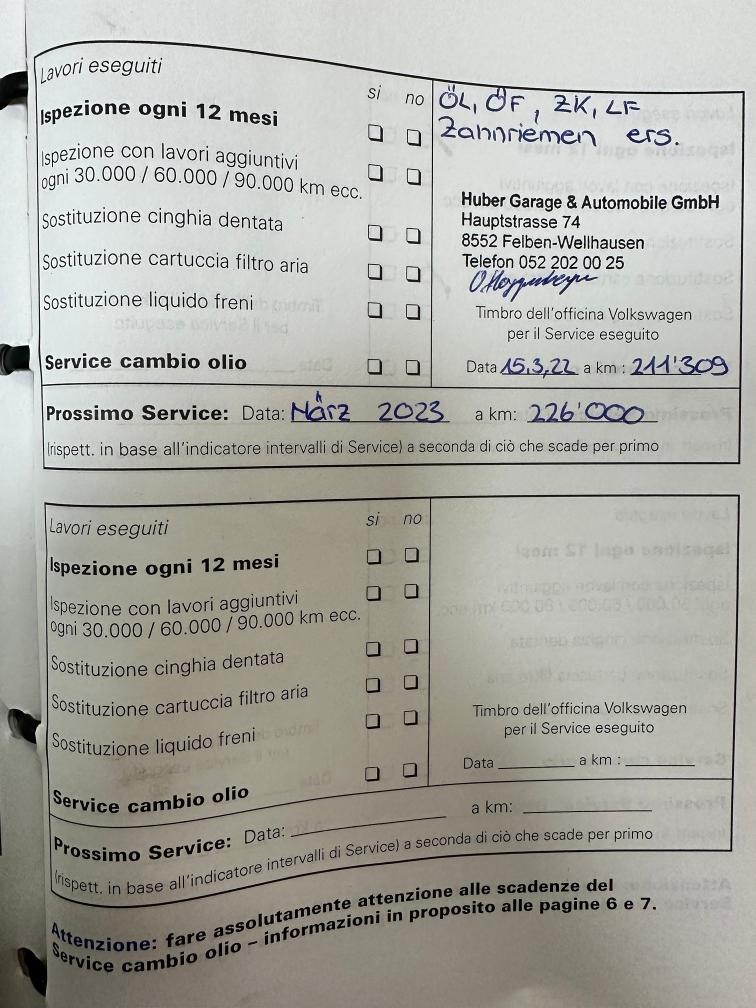 Lavori eseguiti
si no
Ispezione ogni 12 mesi
Ispezione con lavori aggiuntivi
ogni 30.000 / 60.000 / 90.000 km ecc.
Sostituzione cinghia dentata
Sostituzione cartuccia filtro aria
Sostituzione liquido freni
Service cambio olio
ÖL, ÖF, ZK, LF
Zahnriemen ers.
Huber Garage & Automobile GmbH
Hauptstrasse 74
8552 Felben-Wellhausen
Telefon 052 202 00 25
Timbro dell'officina Volkswagen
per il Service eseguito
Data 15.3.22 a km : 211'309
Prossimo Service: Data: März 2023 a km: 226'000
(rispett. in base all'indicatore intervalli di Service) a seconda di ciò che scade per primo
Lavori eseguiti
si no
Ispezione ogni 12 mesi
Ispezione con lavori aggiuntivi
ogni 30.000 / 60.000 / 90.000 km ecc.
Sostituzione cinghia dentata
Sostituzione cartuccia filtro aria
Sostituzione liquido freni
Service cambio olio
Timbro dell'officina Volkswagen
per il Service eseguito
Data a km :
Prossimo Service: Data: a km:
(rispett. in base all'indicatore intervalli di Service) a seconda di ciò che scade per primo
Attenzione: fare assolutamente attenzione alle scadenze del
Service cambio olio – informazioni in proposito alle pagine 6 e 7.